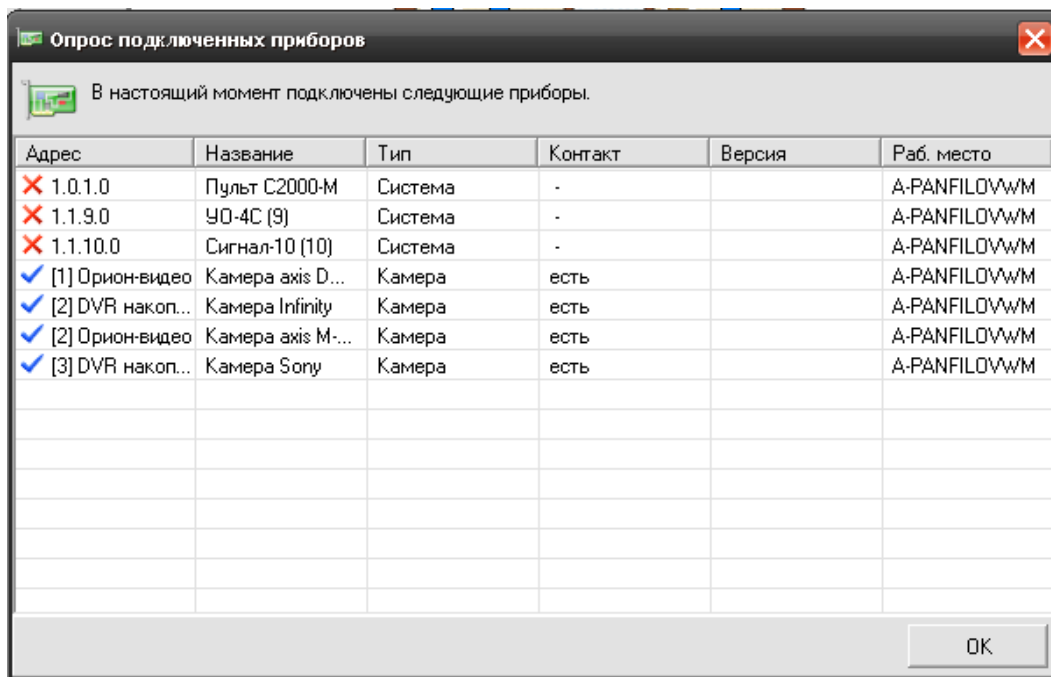 Опрос подключенных приборов
В настоящий момент подключены следующие приборы.
Адрес Название Тип Контакт Версия Раб. место
1.0.1.0 Пульт С2000-М Система - A-PANFILOVWM
1.1.9.0 УО-4С (9) Система - A-PANFILOVWM
1.1.10.0 Сигнал-10 (10) Система - A-PANFILOVWM
[1] Орион-видео Камера axis D... Камера есть A-PANFILOVWM
[2] DVR накоп... Камера Infinity Камера есть A-PANFILOVWM
[2] Орион-видео Камера axis M-... Камера есть A-PANFILOVWM
[3] DVR накоп... Камера Sony Камера есть A-PANFILOVWM
OK